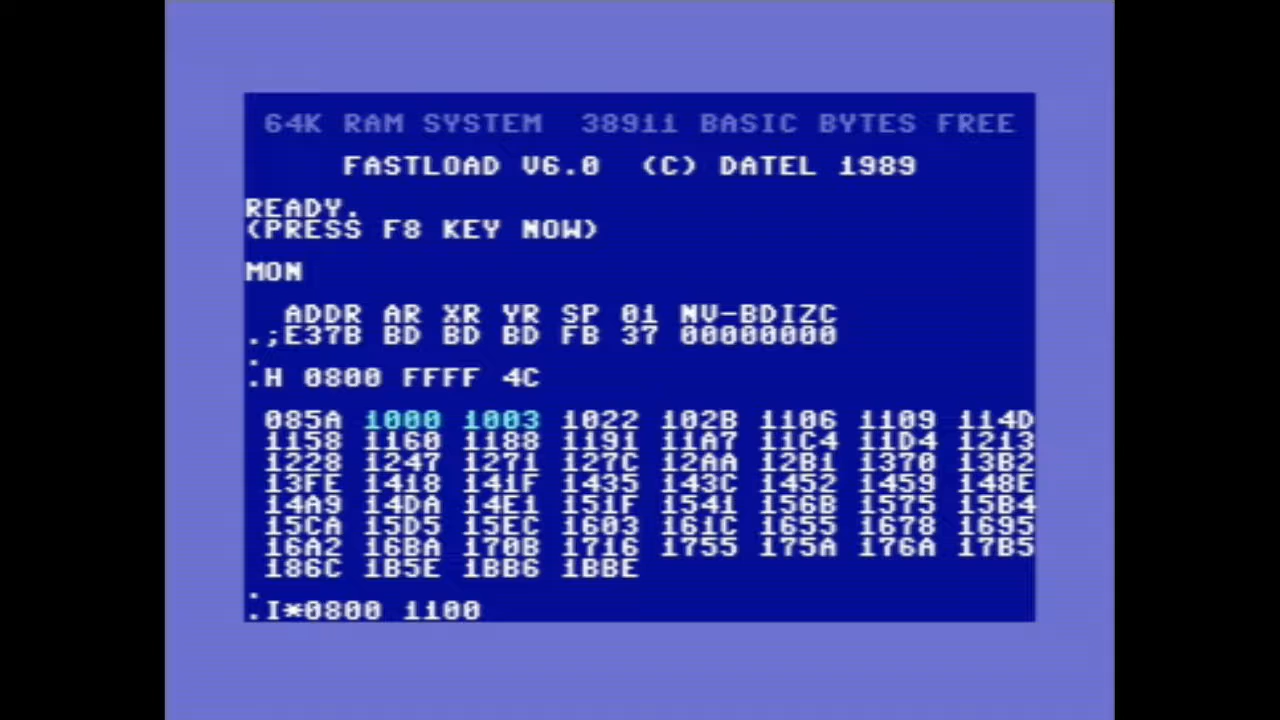 64K RAM SYSTEM 38911 BASIC BYTES FREE
FASTLOAD V6.0 (C) DATEL 1989
READY.
(PRESS F8 KEY NOW)
MON
ADDR AR XR YR SP 01 NV-BDIZC
.;E37B BD BD BD FB 37 00000000
.
.H 0800 FFFF 4C
085A 1000 1003 1022 102B 1106 1109 114D
1158 1160 1188 1191 11A7 11C4 11D4 1213
1228 1247 1271 127C 12AA 12B1 1370 13B2
13FE 1418 141F 1435 143C 1452 1459 148E
14A9 14DA 14E1 151F 1541 156B 1575 15B4
15CA 15D5 15EC 1603 161C 1655 1678 1695
16A2 16BA 170B 1716 1755 175A 176A 17B5
186C 1B5E 1BB6 1BBE
.
.I*0800 1100